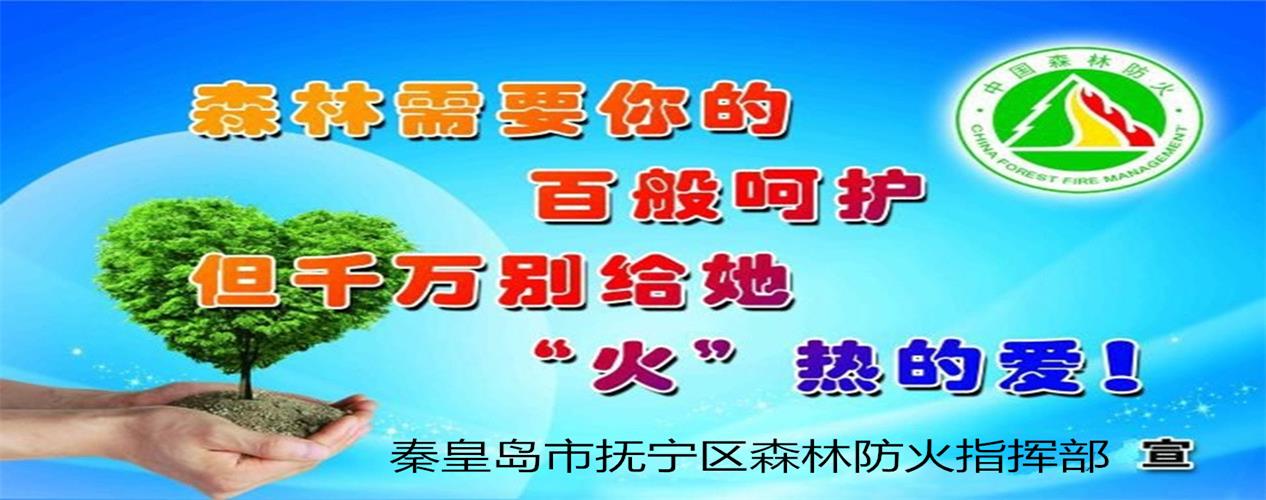 森林需要你的
百般呵护
但千万别给她
“火”热的爱！
秦皇岛市抚宁区森林防火指挥部 宣
·中国森林防火·
CHINA FOREST FIRE MANAGEMENT